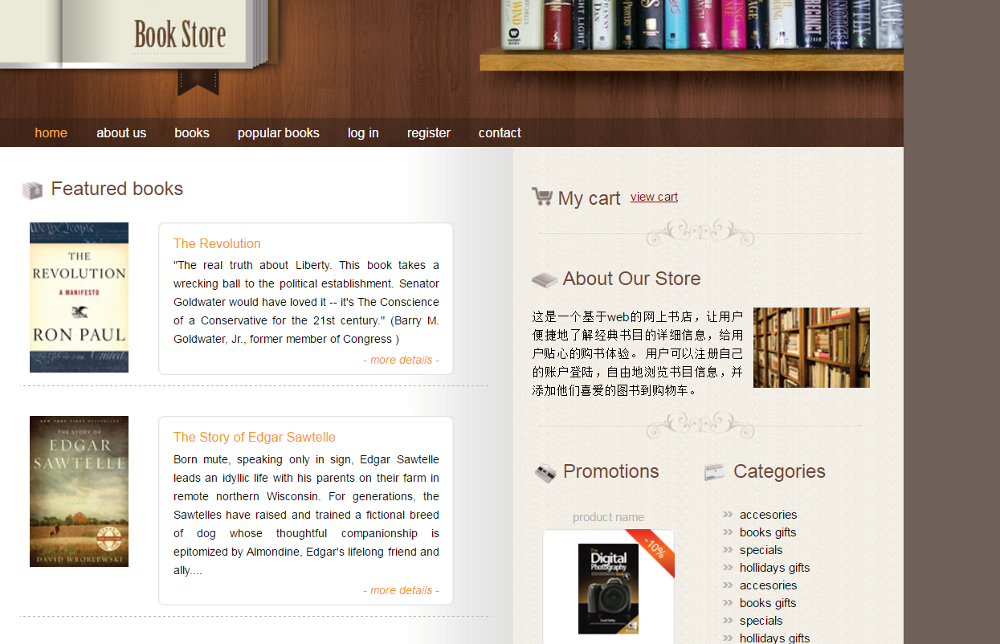 Book Store
home about us books popular books log in register contact
Featured books
We the People
THE
REVOLUTION
A MANIFESTO
RON PAUL
The Revolution
"The real truth about Liberty. This book takes a
wrecking ball to the political establishment. Senator
Goldwater would have loved it -- it's The Conscience
of a Conservative for the 21st century." (Barry M.
Goldwater, Jr., former member of Congress )
- more details -
THE STORY OF
EDGAR
SAWTELLE
DAVID WROBLEWSKI
The Story of Edgar Sawtelle
Born mute, speaking only in sign, Edgar Sawtelle
leads an idyllic life with his parents on their farm in
remote northern Wisconsin. For generations, the
Sawtelles have raised and trained a fictional breed
of dog whose thoughtful companionship is
epitomized by Almondine, Edgar's lifelong friend and
ally....
- more details -
My cart view cart
About Our Store
这是一个基于web的网上书店，让用户
便捷地了解经典书目的详细信息，给用
户贴心的购书体验。 用户可以注册自己
的账户登陆，自由地浏览书目信息，并
添加他们喜爱的图书到购物车。
Promotions
product name
-10%
The
Digital
Photography
Categories
accesories
books gifts
specials
hollidays gifts
accesories
books gifts
specials
hollidays gifts